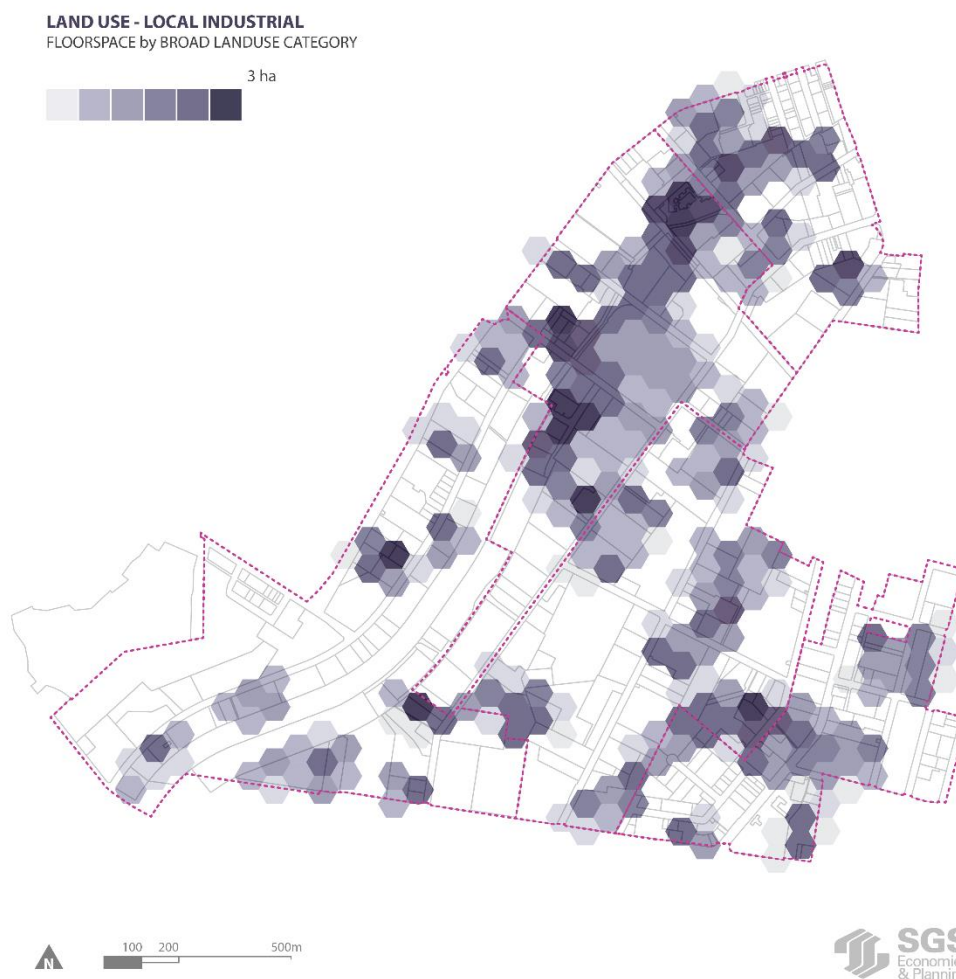 LAND USE - LOCAL INDUSTRIAL
FLOORSPACE by BROAD LANDUSE CATEGORY
3 ha
N
100 200 500m
SGS
Economic
& Plannin